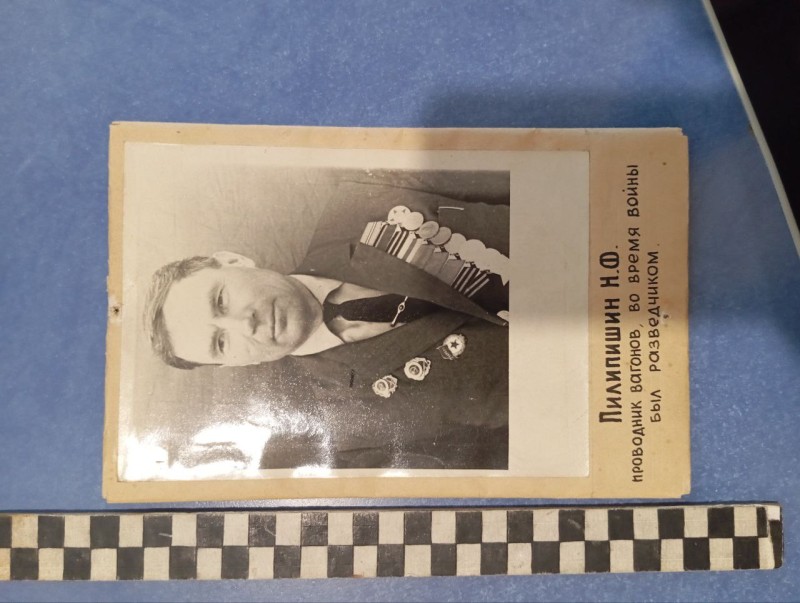 Пилипишин Н.Ф.
проводник вагонов, во время войны
был разведчиком.